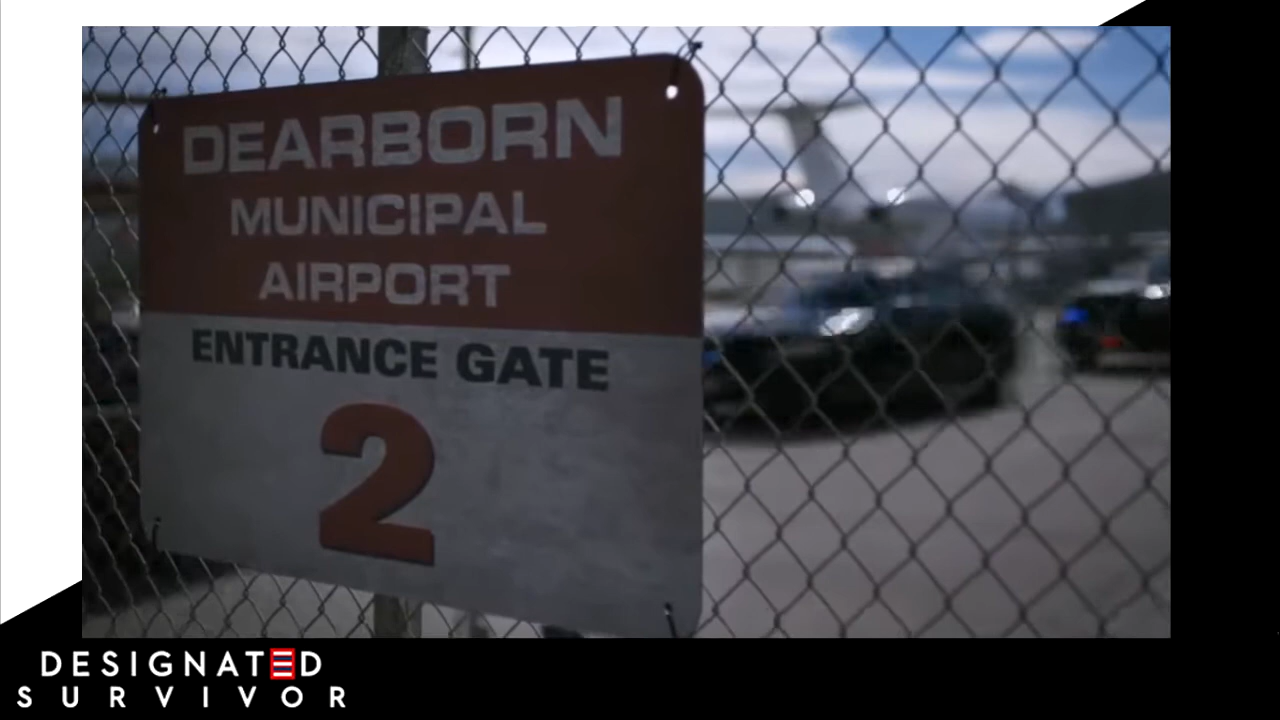 DEARBORN
MUNICIPAL
AIRPORT
ENTRANCE GATE
2
DESIGNATED
SURVIVOR